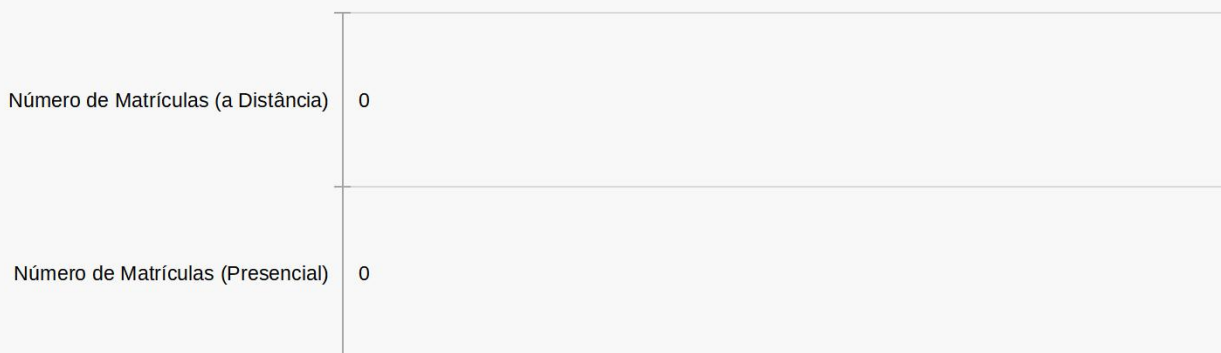 Número de Matrículas (a Distância) 0
Número de Matrículas (Presencial) 0